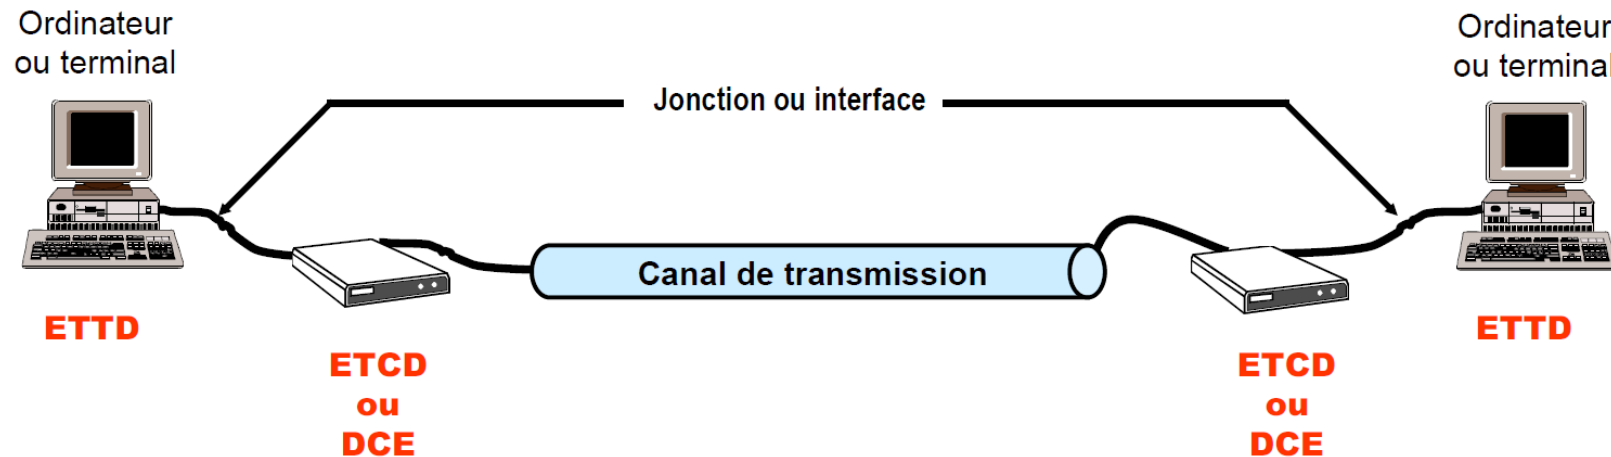 Ordinateur
ou terminal
Ordinateur
ou terminal
Jonction ou interface
Canal de transmission
ETTD
ETTD
ETCD
ou
DCE
ETCD
ou
DCE